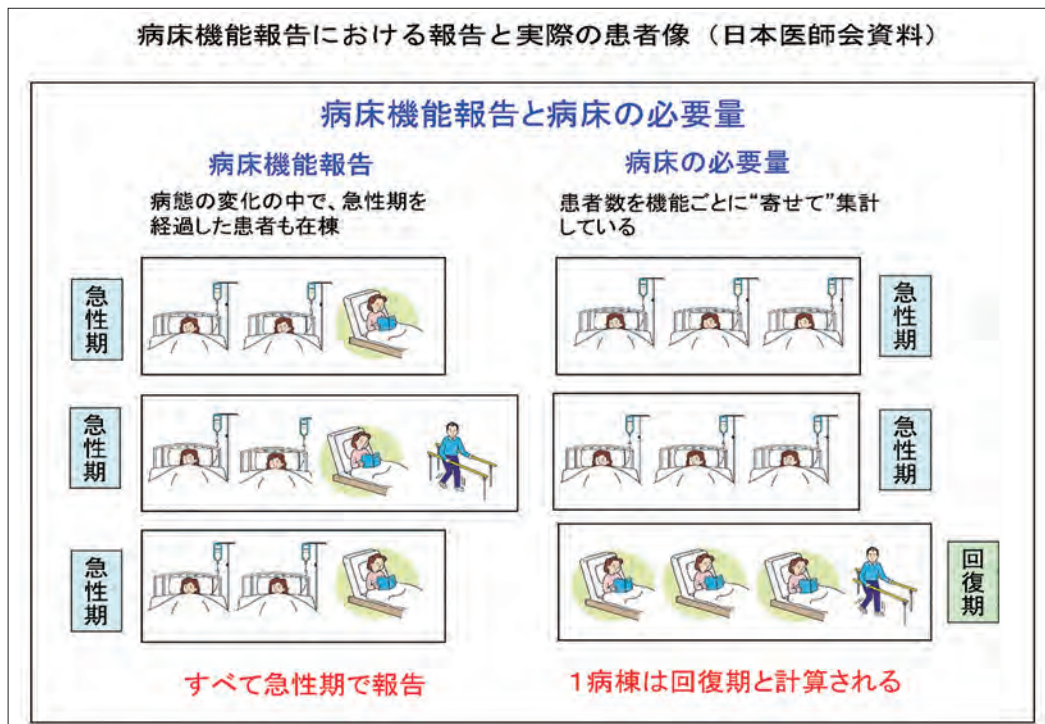 病床機能報告における報告と実際の患者像（日本医師会資料）
病床機能報告と病床の必要量
病床機能報告
病態の変化の中で、急性期を
経過した患者も在棟
急性期
急性期
急性期
すべて急性期で報告
病床の必要量
患者数を機能ごとに“寄せて”集計
している
急性期
急性期
回復期
1病棟は回復期と計算される